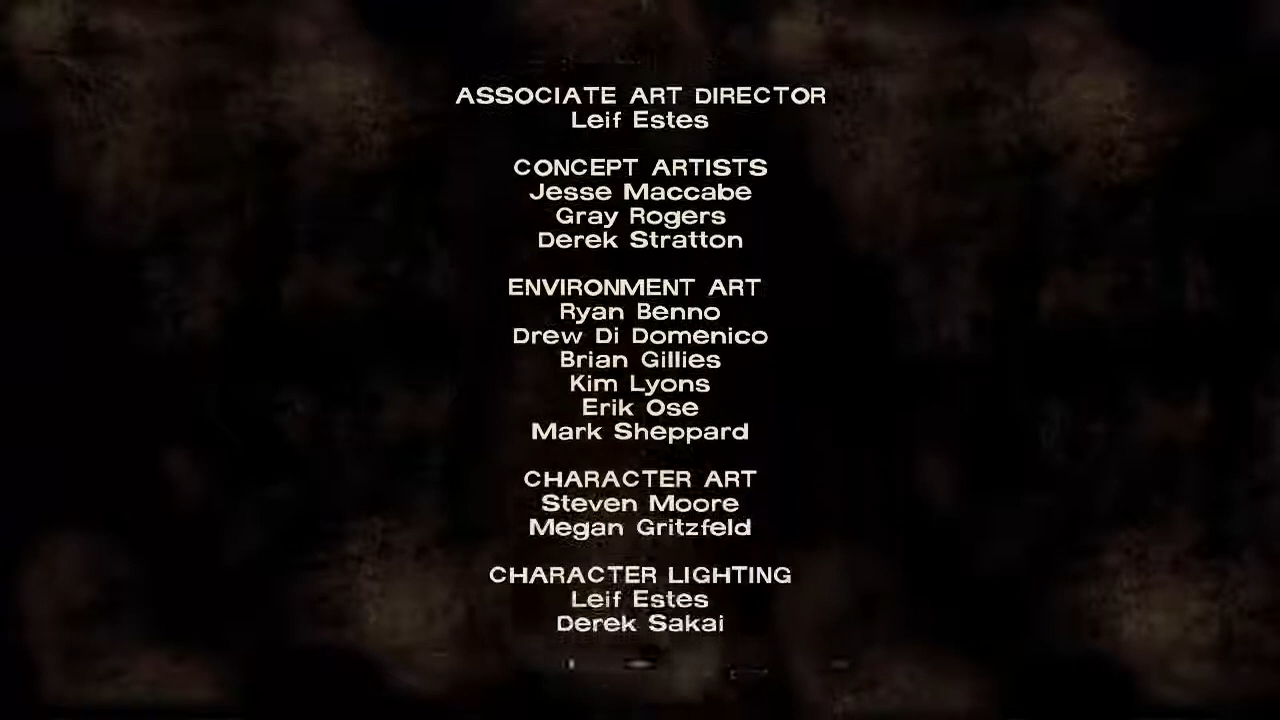 ASSOCIATE ART DIRECTOR
Leif Estes
CONCEPT ARTISTS
Jesse Maccabe
Gray Rogers
Derek Stratton
ENVIRONMENT ART
Ryan Benno
Drew Di Domenico
Brian Gillies
Kim Lyons
Erik Ose
Mark Sheppard
CHARACTER ART
Steven Moore
Megan Gritzfeld
CHARACTER LIGHTING
Leif Estes
Derek Sakai